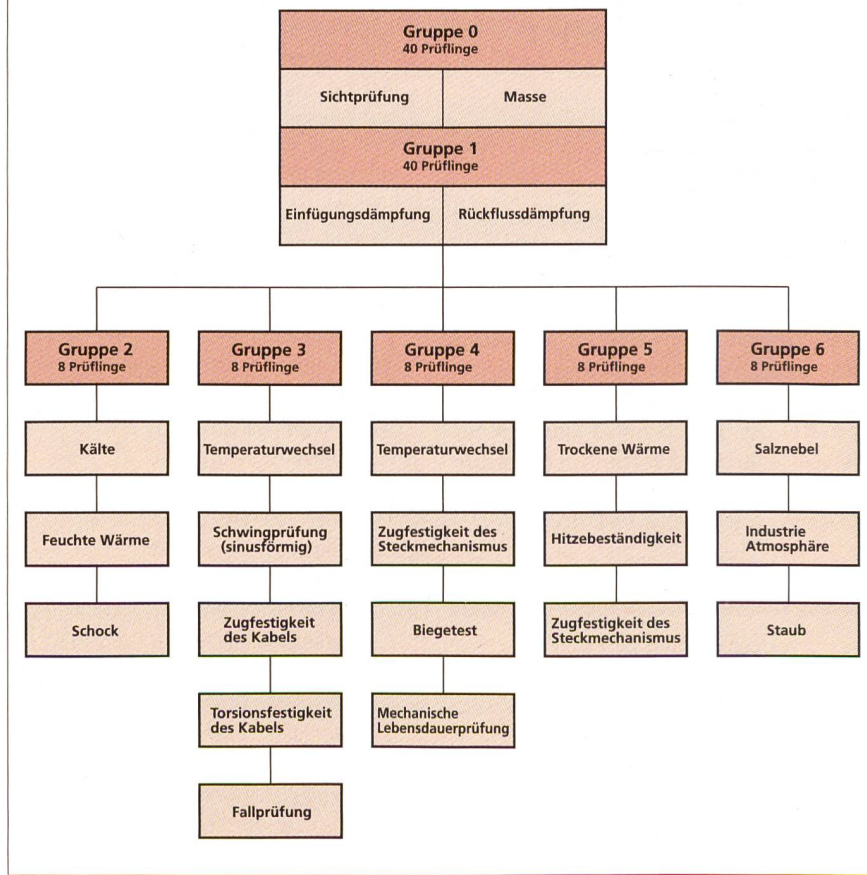 Gruppe 0
40 Prüflinge
Sichtprüfung
Masse
Gruppe 1
40 Prüflinge
Einfügungsdämpfung
Rückflussdämpfung
Gruppe 2
8 Prüflinge
Kälte
Feuchte Wärme
Schock
Gruppe 3
8 Prüflinge
Temperaturwechsel
Schwingprüfung
(sinusförmig)
Zugfestigkeit
des Kabels
Torsionsfestigkeit
des Kabels
Fallprüfung
Gruppe 4
8 Prüflinge
Temperaturwechsel
Zugfestigkeit des
Steckmechanismus
Biegetest
Mechanische
Lebensdauerprüfung
Gruppe 5
8 Prüflinge
Trockene Wärme
Hitzebeständigkeit
Zugfestigkeit des
Steckmechanismus
Gruppe 6
8 Prüflinge
Salznebel
Industrie
Atmosphäre
Staub